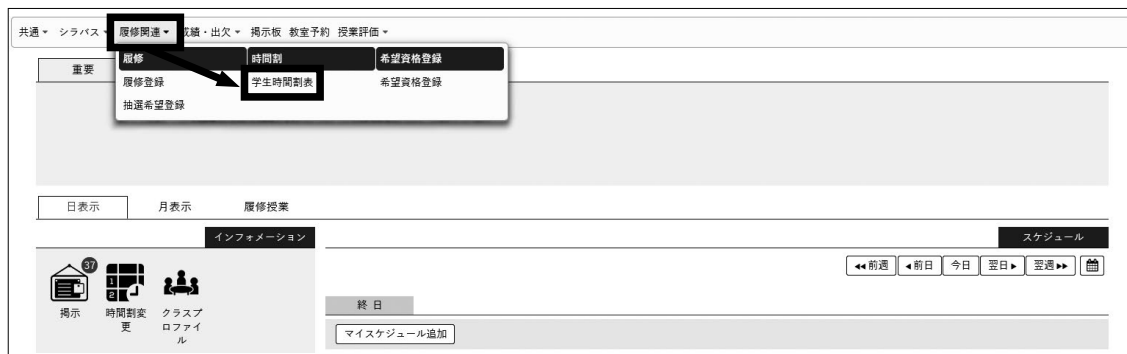 共通 シラバス 履修関連 成績・出欠 掲示板 教室予約 授業評価
重要
履修 時間割 希望資格登録
履修登録 学生時間割表 希望資格登録
抽選希望登録
日表示 月表示 履修授業
インフォメーション
スケジュール
前週 前日 今日 翌日 翌週
37
1
2
掲示 時間割変
更
クラスプ
ロファイ
ル
終日
マイスケジュール追加